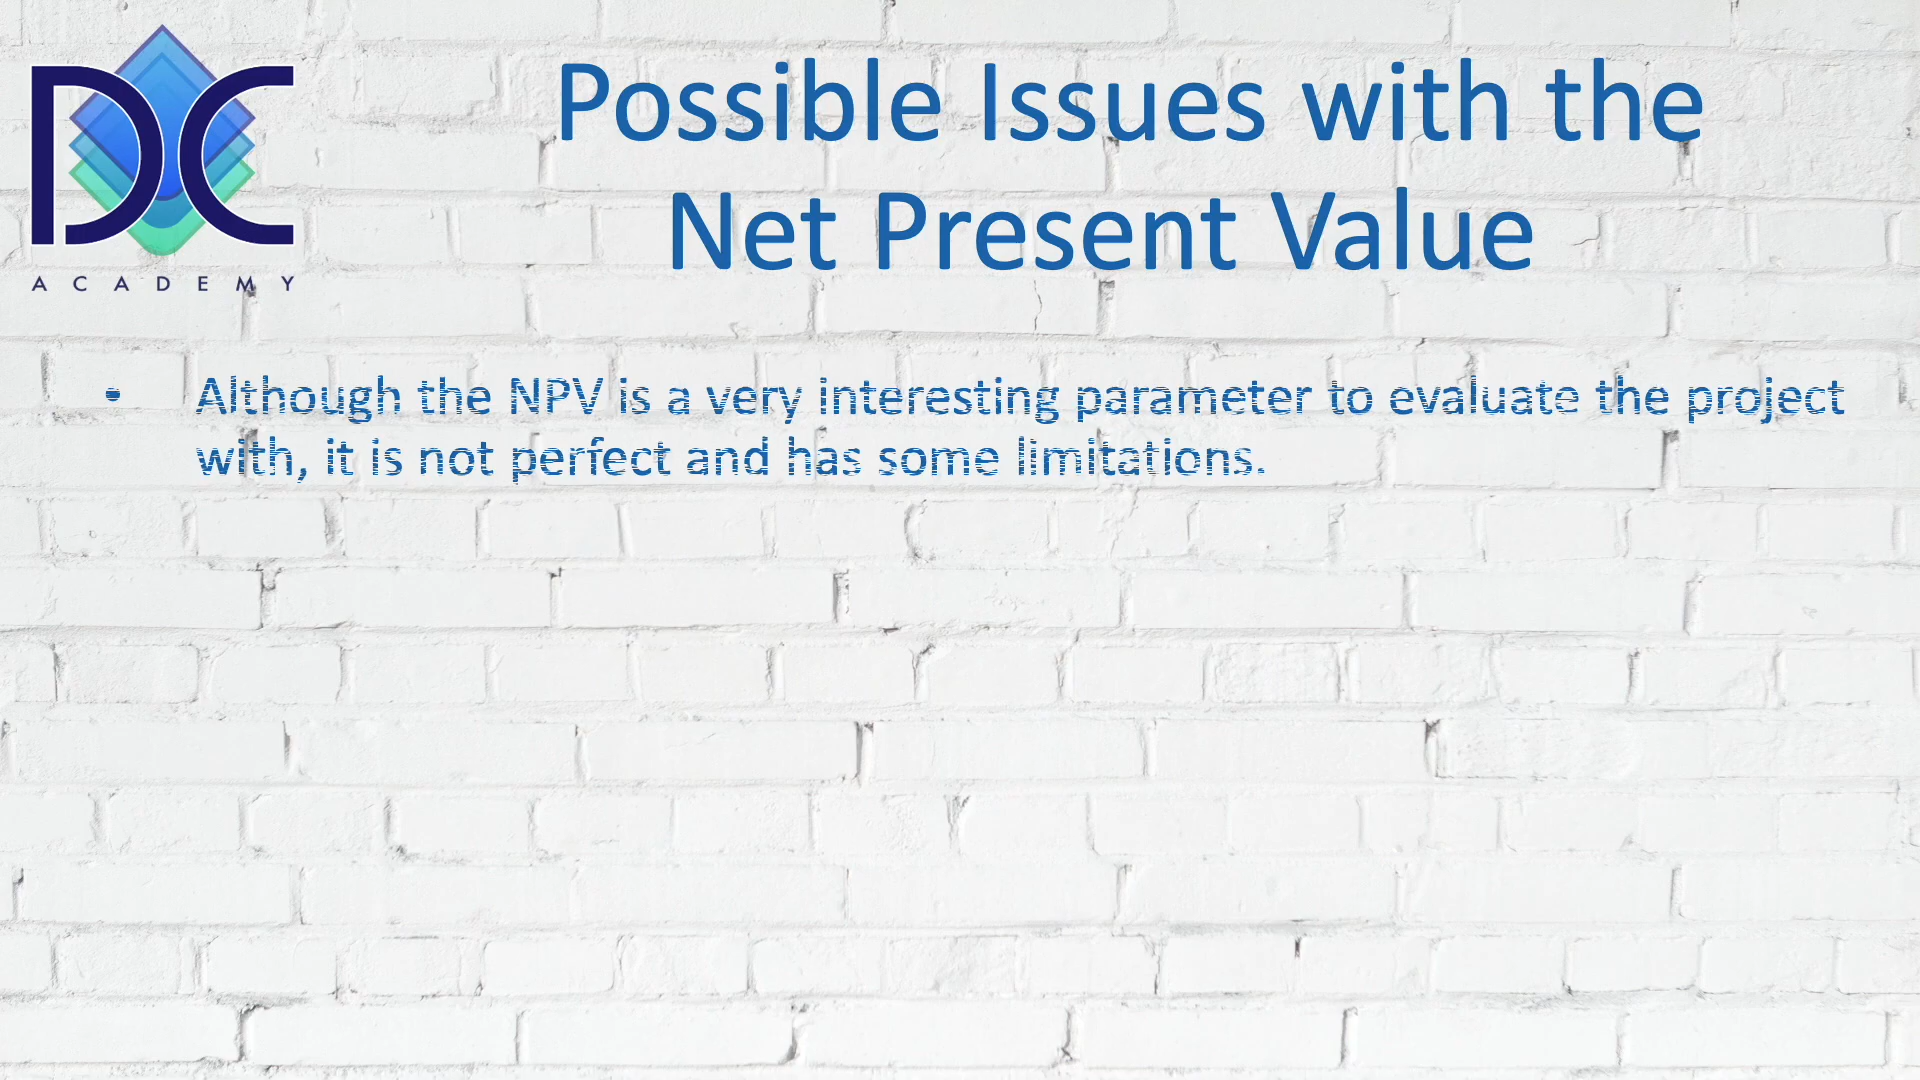 DC
ACADEMY
Possible Issues with the
Net Present Value
• Although the NPV is a very interesting parameter to evaluate the project
with, it is not perfect and has some limitations.